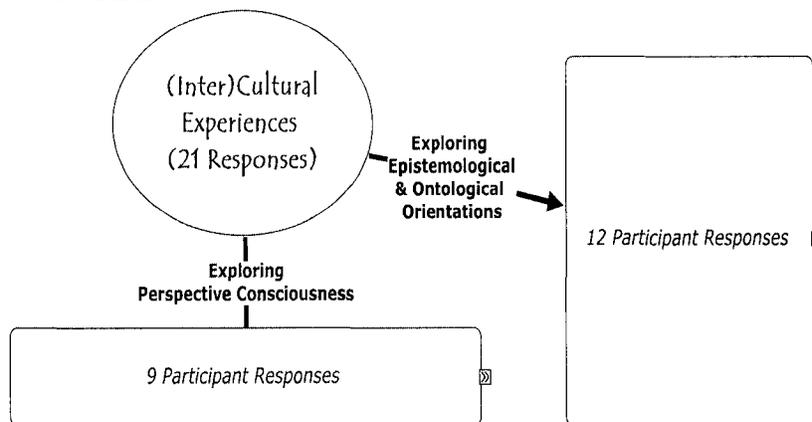 (Inter)Cultural
Experiences
(21 Responses)
Exploring
Epistemological
& Ontological
Orientations
12 Participant Responses
Exploring
Perspective Consciousness
9 Participant Responses